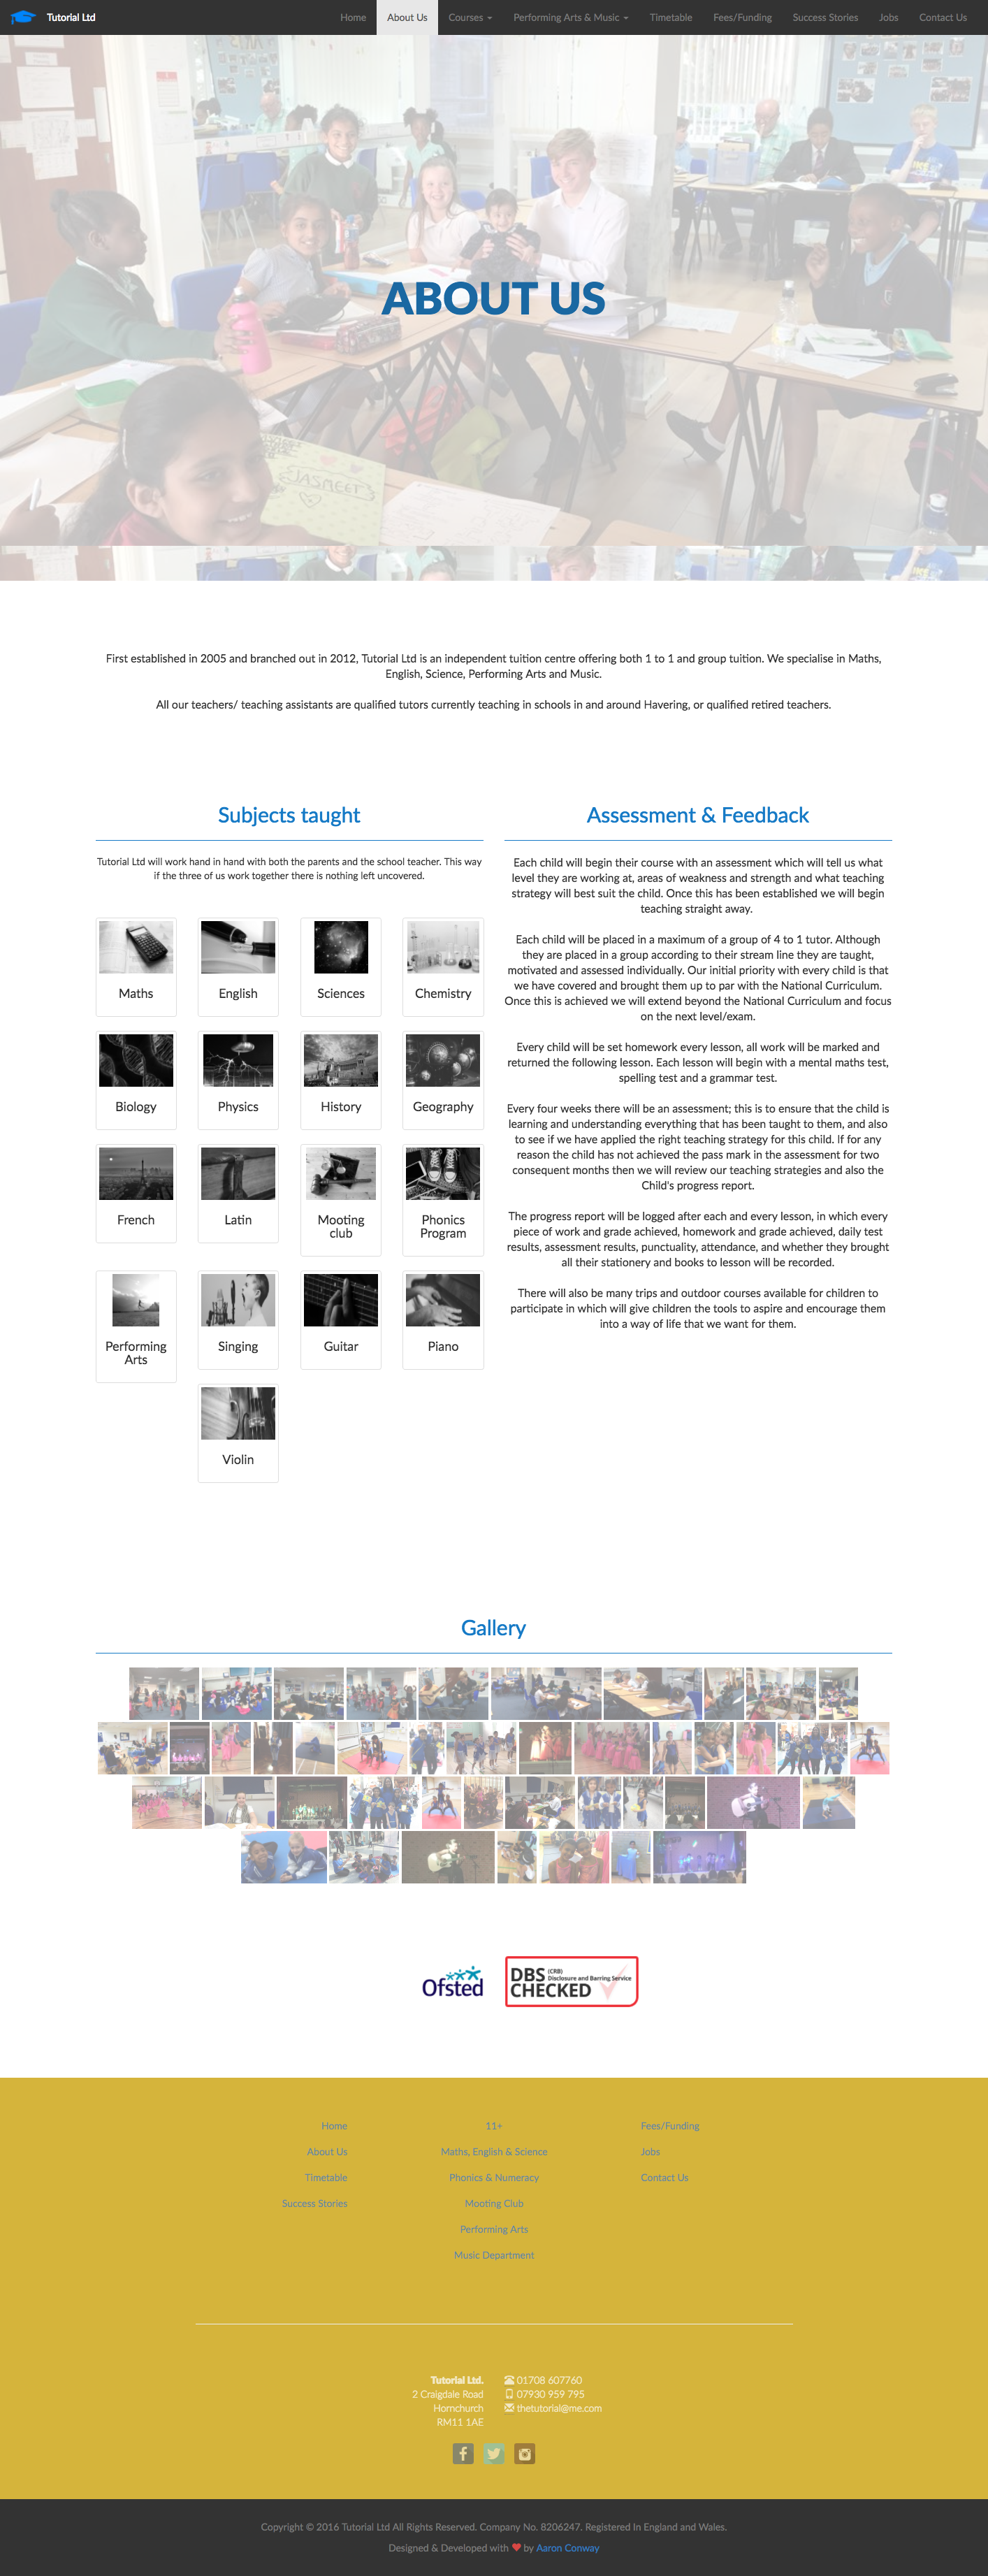 Tutorial Ltd
Home
About Us
Courses
Performing Arts & Music
Timetable
Fees/Funding
Success Stories
Jobs
Contact Us
ABOUT US
JASMEET
First established in 2005 and branched out in 2012, Tutorial Ltd is an independent tuition centre offering both 1 to 1 and group tuition. We specialise in Maths,
English, Science, Performing Arts and Music.
All our teachers/ teaching assistants are qualified tutors currently teaching in schools in and around Havering, or qualified retired teachers.
Subjects taught
Tutorial Ltd will work hand in hand with both the parents and the school teacher. This way
if the three of us work together there is nothing left uncovered.
Maths
English
Sciences
Chemistry
Biology
Physics
History
Geography
French
Latin
Mooting
club
Phonics
Program
Performing
Arts
Singing
Guitar
Piano
Violin
Assessment & Feedback
Each child will begin their course with an assessment which will tell us what
level they are working at, areas of weakness and strength and what teaching
strategy will best suit the child. Once this has been established we will begin
teaching straight away.
Each child will be placed in a maximum of a group of 4 to 1 tutor. Although
they are placed in a group according to their stream line they are taught,
motivated and assessed individually. Our initial priority with every child is that
we have covered and brought them up to par with the National Curriculum.
Once this is achieved we will extend beyond the National Curriculum and focus
on the next level/exam.
Every child will be set homework every lesson, all work will be marked and
returned the following lesson. Each lesson will begin with a mental maths test,
spelling test and a grammar test.
Every four weeks there will be an assessment; this is to ensure that the child is
learning and understanding everything that has been taught to them, and also
to see if we have applied the right teaching strategy for this child. If for any
reason the child has not achieved the pass mark in the assessment for two
consequent months then we will review our teaching strategies and also the
Child's progress report.
The progress report will be logged after each and every lesson, in which every
piece of work and grade achieved, homework and grade achieved, daily test
results, assessment results, punctuality, attendance, and whether they brought
all their stationery and books to lesson will be recorded.
There will also be many trips and outdoor courses available for children to
participate in which will give children the tools to aspire and encourage them
into a way of life that we want for them.
Gallery
Ofsted
DBS (CRB)
Disclosure and Barring Service
CHECKED
Home
About Us
Timetable
Success Stories
11+
Maths, English & Science
Phonics & Numeracy
Mooting Club
Performing Arts
Music Department
Fees/Funding
Jobs
Contact Us
Tutorial Ltd.
2 Craigdale Road
Hornchurch
RM11 1AE
01708 607760
07930 959 795
thetutorial@me.com
Copyright © 2016 Tutorial Ltd All Rights Reserved. Company No. 8206247. Registered In England and Wales.
Designed & Developed with ♥ by Aaron Conway